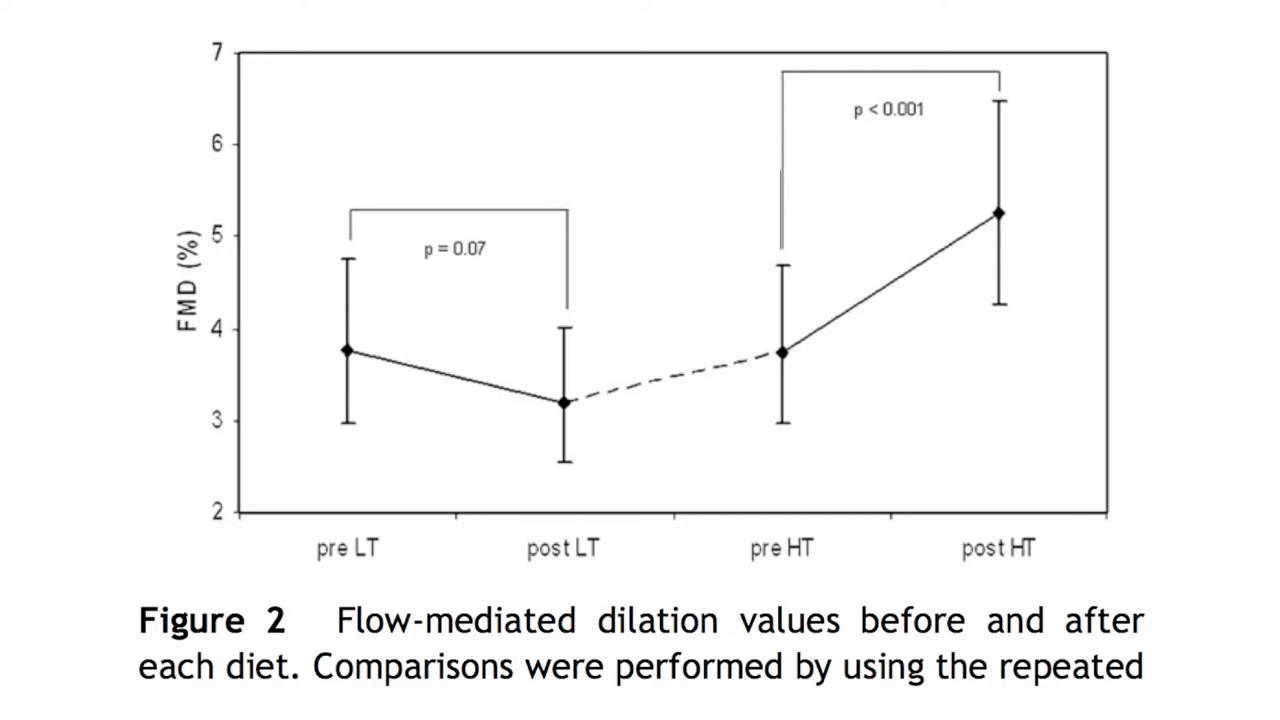 7
p < 0.001
6
5
p = 0.07
FMD (%)
4
3
2
pre LT post LT pre HT post HT
Figure 2 Flow-mediated dilation values before and after
each diet. Comparisons were performed by using the repeated